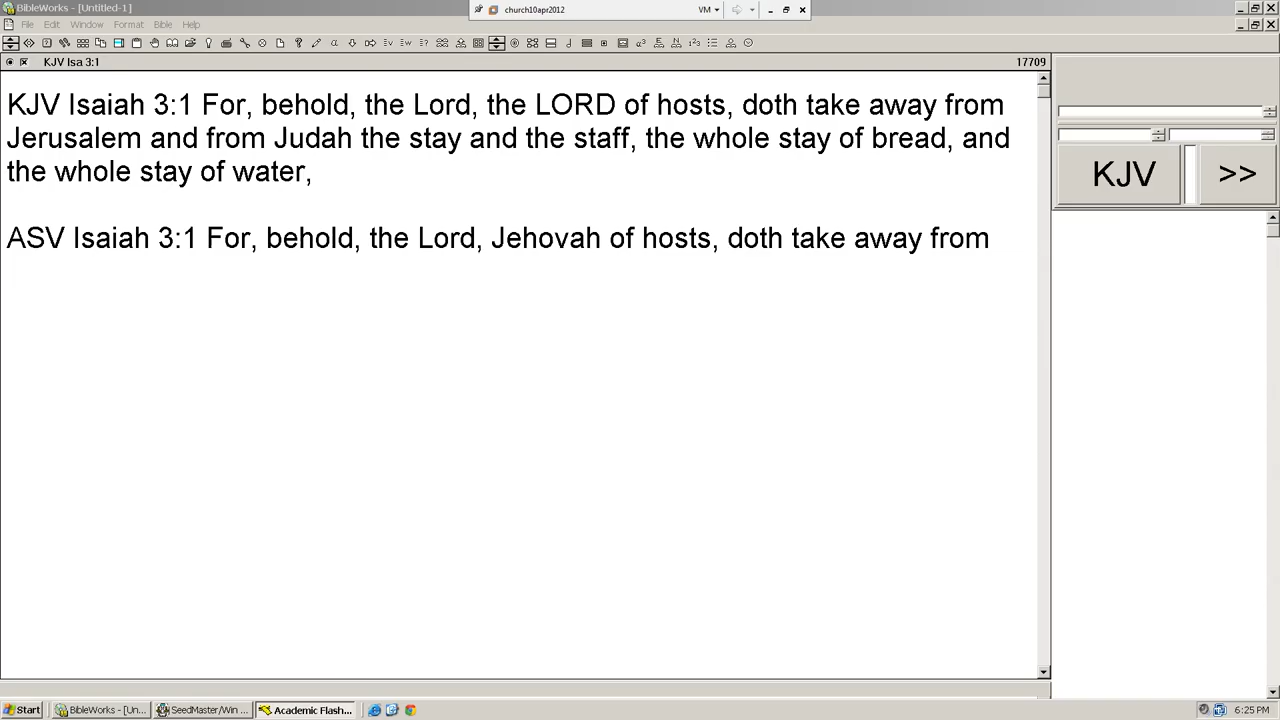 BibleWorks - [Untitled-1]
church10apr2012
VM
File Edit Window Format Bible Help
KJV Isa 3:1
17709
KJV Isaiah 3:1 For, behold, the Lord, the LORD of hosts, doth take away from
Jerusalem and from Judah the stay and the staff, the whole stay of bread, and
the whole stay of water,
ASV Isaiah 3:1 For, behold, the Lord, Jehovah of hosts, doth take away from
KJV >>
Start BibleWorks - [Un... SeedMaster/Win ... Academic Flash... 6:25 PM